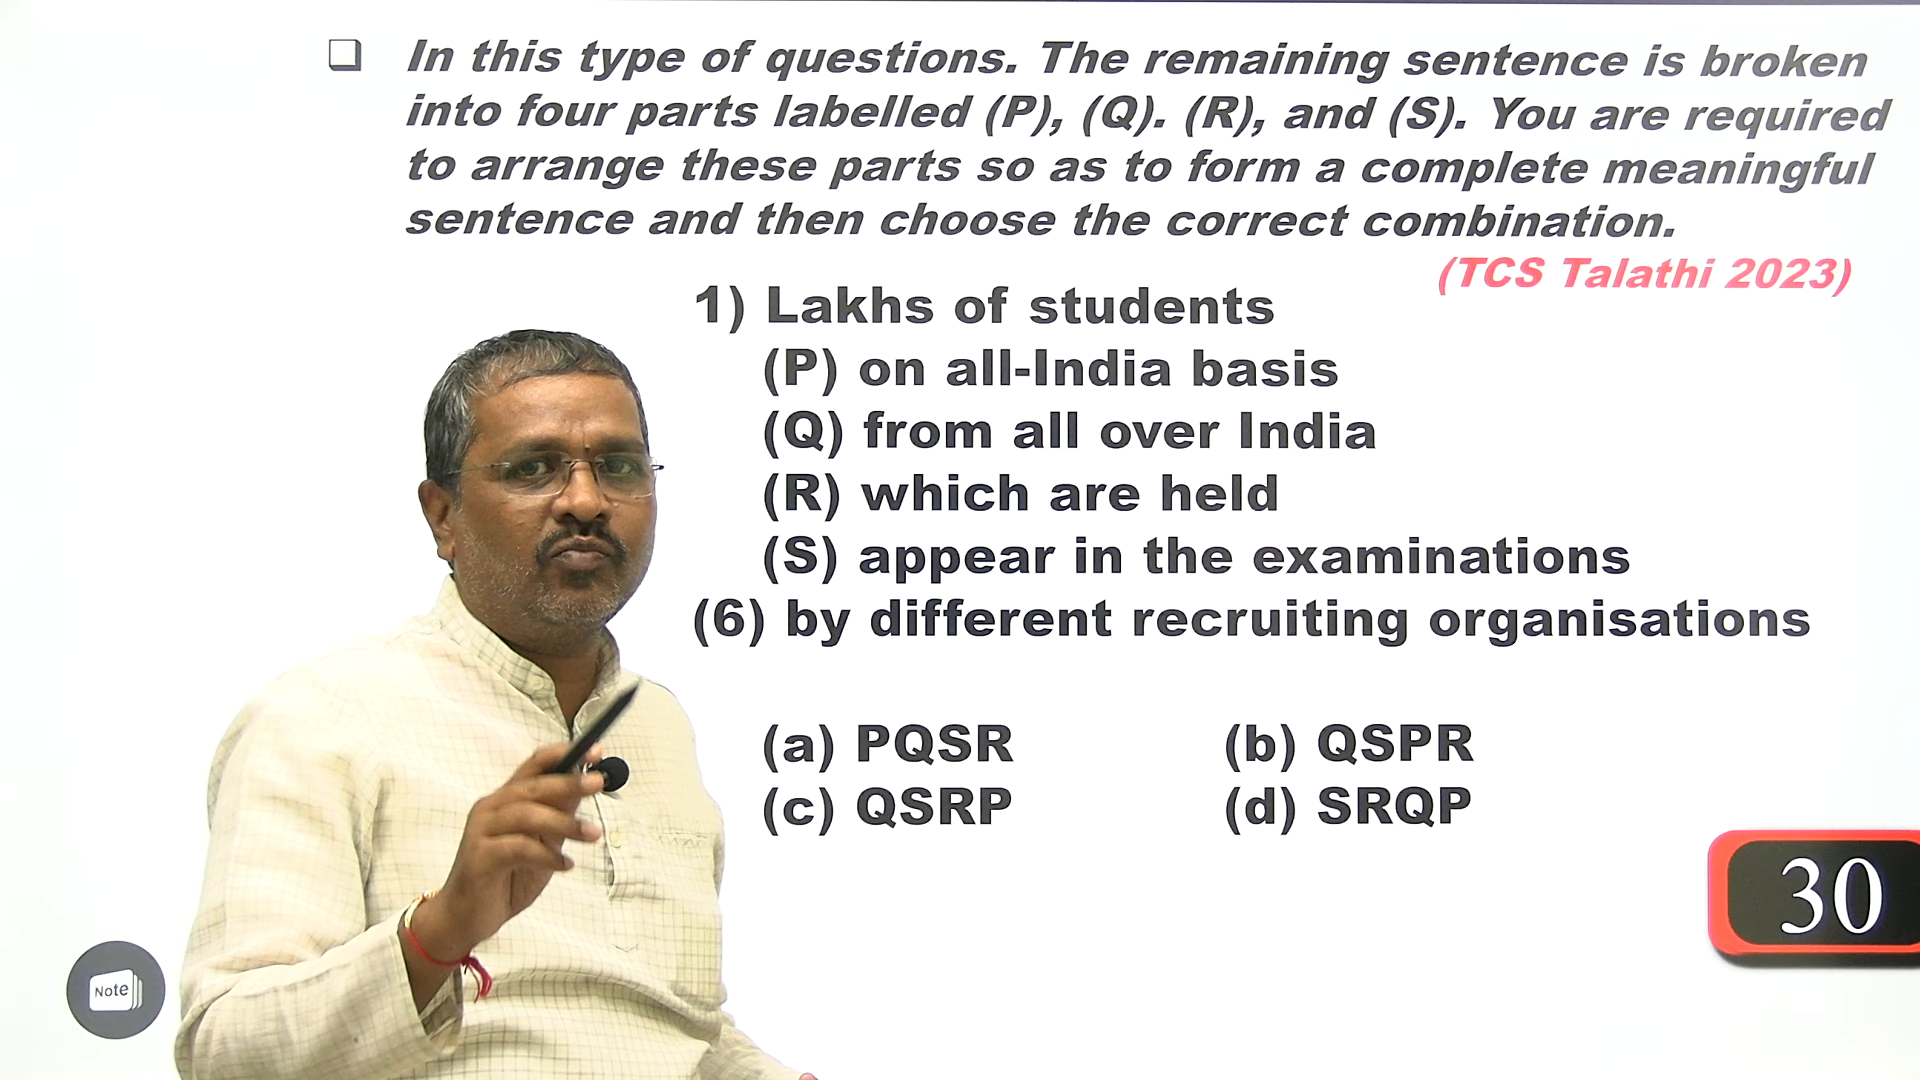 In this type of questions. The remaining sentence is broken
into four parts labelled (P), (Q). (R), and (S). You are required
to arrange these parts so as to form a complete meaningful
sentence and then choose the correct combination.
(TCS Talathi 2023)
1) Lakhs of students
(P) on all-India basis
(Q) from all over India
(R) which are held
(S) appear in the examinations
(6) by different recruiting organisations
(a) PQSR (b) QSPR
(c) QSRP (d) SRQP
30
Note